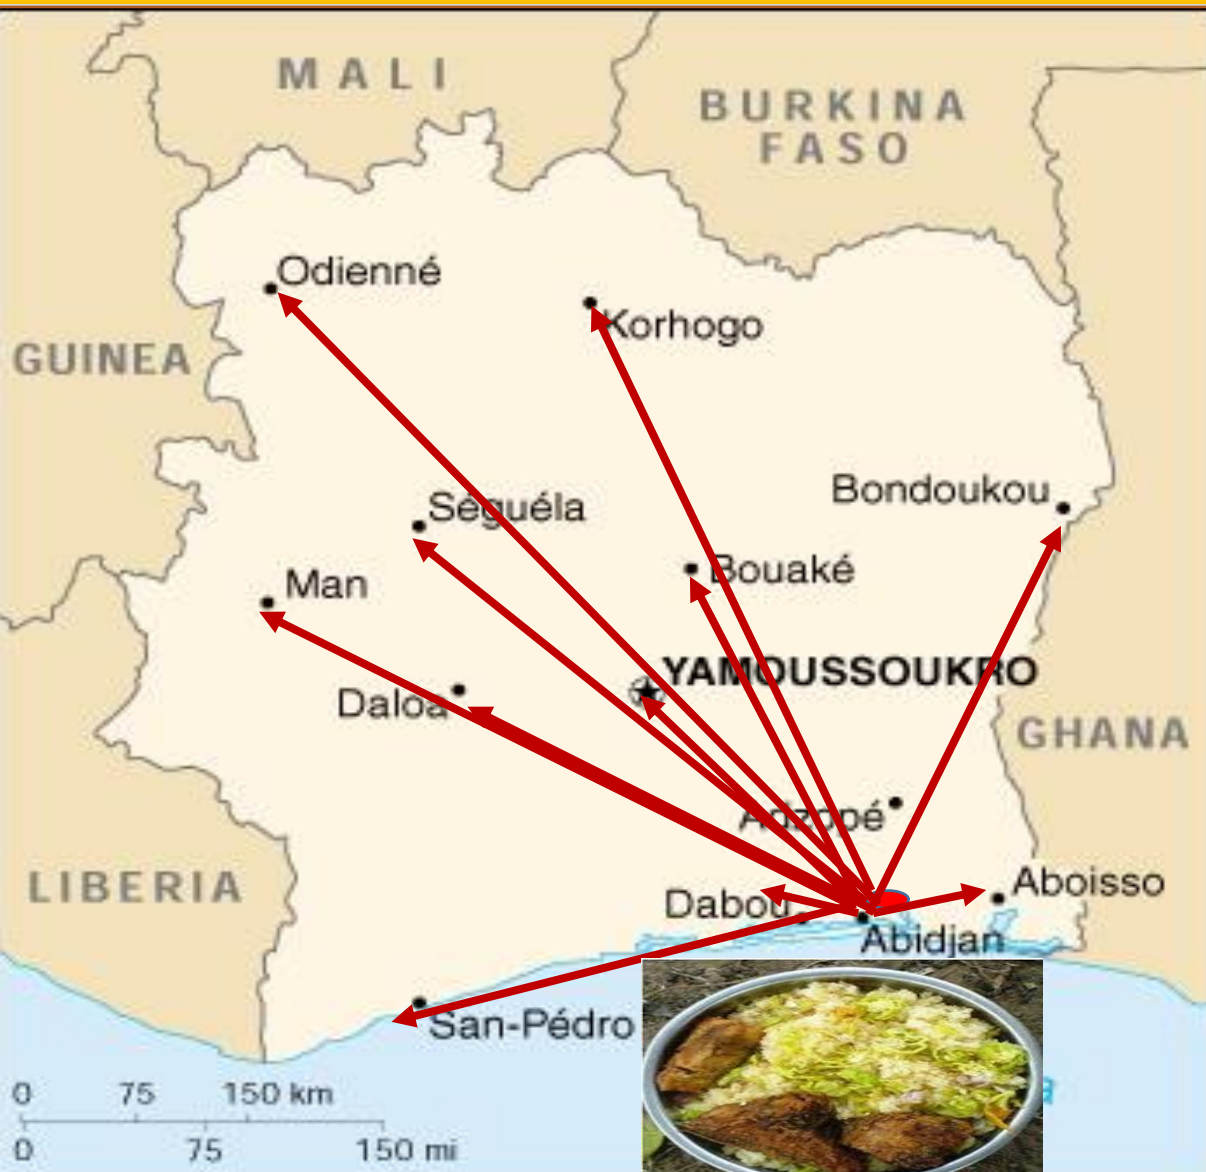 MALI
BURKINA
FASO
Odienné
Korhogo
GUINEA
Bondoukou
Séguéla
Bouaké
Man
YAMOUSSOUKRO
Daloa
GHANA
Adzopé
LIBERIA
Aboisso
Dabou
Abidjan
San-Pédro
0 75 150 km
0 75 150 mi